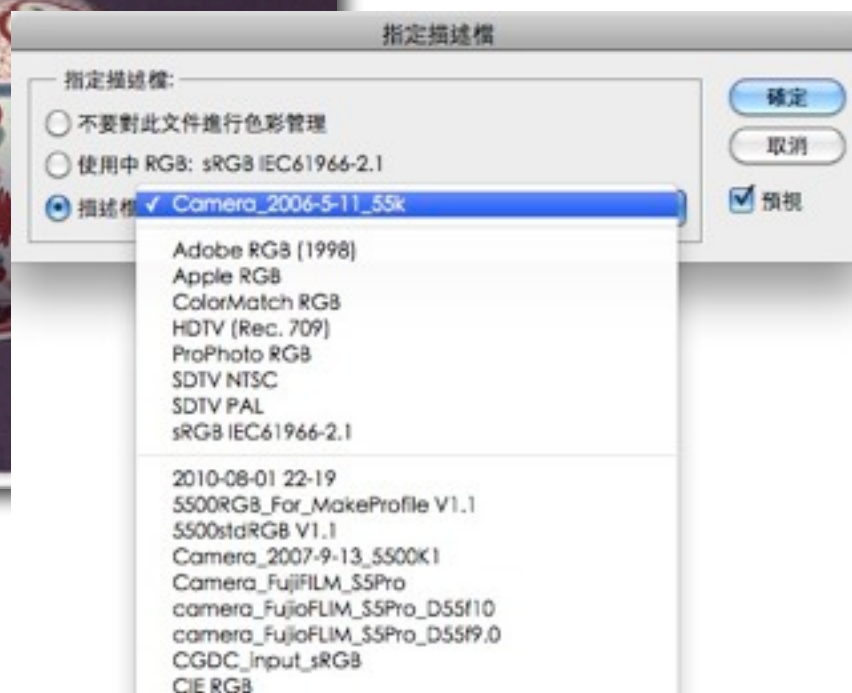 指定描述檔
指定描述檔:
不要對此文件進行色彩管理
使用中 RGB: sRGB IEC61966-2.1
描述檔 ✓ Camera_2006-5-11_55k
確定
取消
預視
Adobe RGB (1998)
Apple RGB
ColorMatch RGB
HDTV (Rec. 709)
ProPhoto RGB
SDTV NTSC
SDTV PAL
sRGB IEC61966-2.1
2010-08-01 22-19
5500RGB_For_MakeProfile V1.1
5500stdRGB V1.1
Camera_2007-9-13_5500K1
Camera_FujiFILM_S5Pro
camera_FujioFLIM_S5Pro_D55f10
camera_FujioFLIM_S5Pro_D55f9.0
CGDC_input_sRGB
CIE RGB